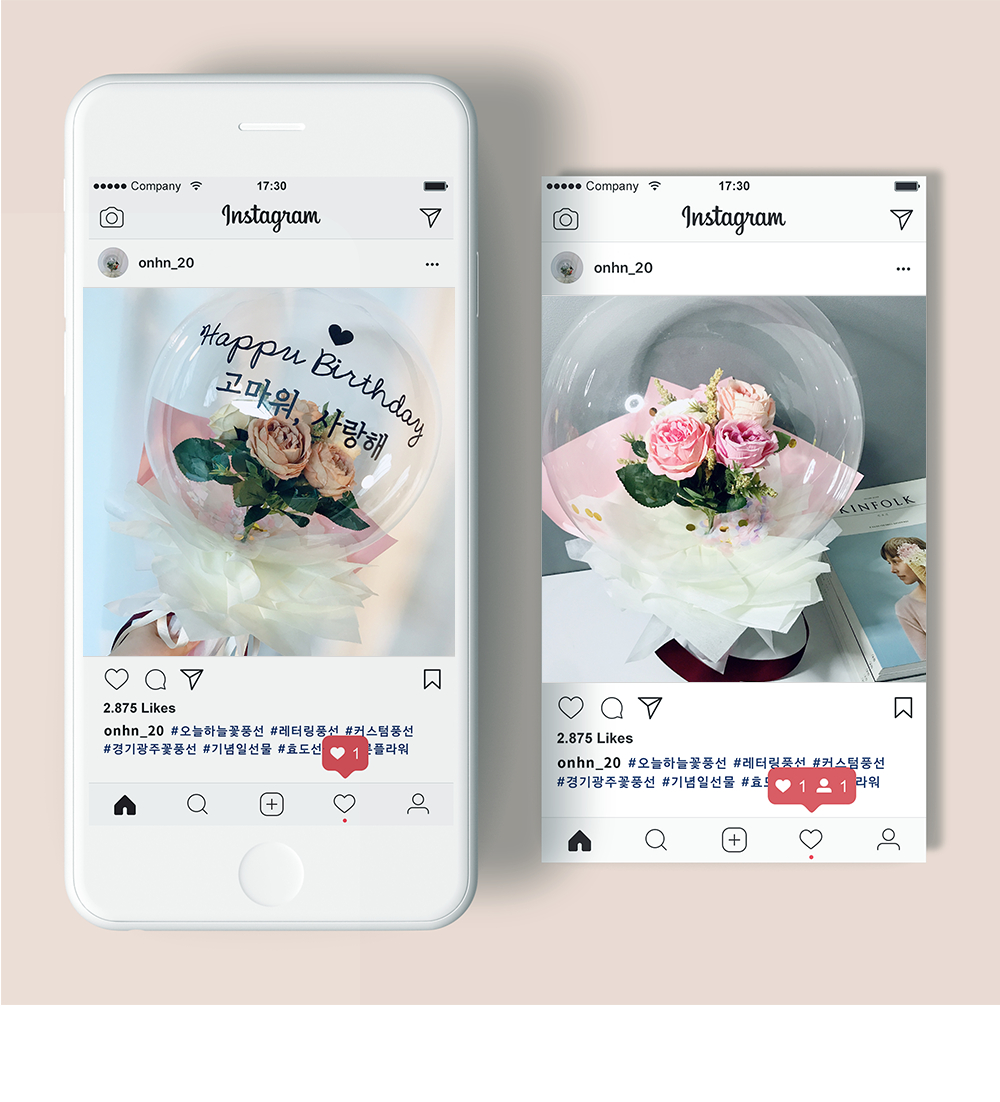 Company
17:30
Instagram
onhn_20
Happy Birthday
고마워, 사랑해
2.875 Likes
onhn_20 #오늘하늘꽃풍선 #레터링풍선 #커스텀풍선
#경기광주꽃풍선 #기념일선물 #효도선 플라워
1
Company
17:30
Instagram
onhn_20
KINFOLK
2.875 Likes
onhn_20 #오늘하늘꽃풍선 #레터링풍선 #커스텀풍선
#경기광주꽃풍선 #기념일선물 라워
1 1